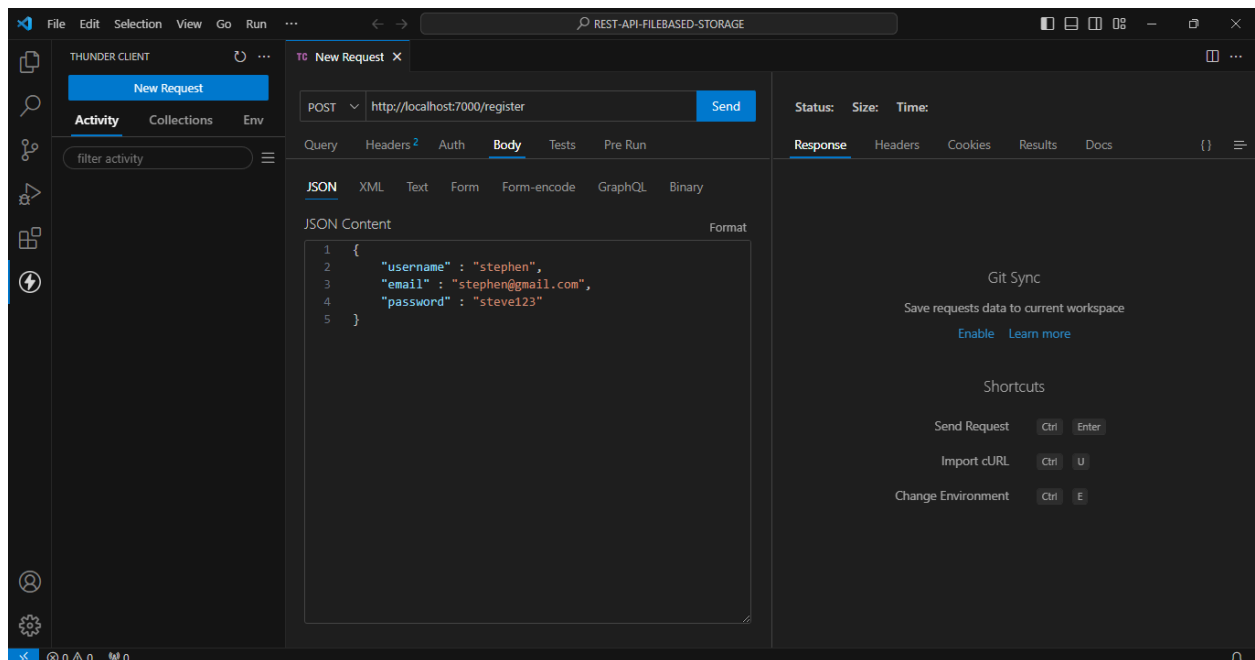 File Edit Selection View Go Run ··· ← → REST-API-FILEBASED-STORAGE
THUNDER CLIENT ···
New Request
Activity Collections Env
filter activity
TC New Request
POST http://localhost:7000/register Send
Query Headers 2 Auth Body Tests Pre Run
JSON XML Text Form Form-encode GraphQL Binary
JSON Content Format
1 {
2 "username" : "stephen",
3 "email" : "stephen@gmail.com",
4 "password" : "steve123"
5 }
Status: Size: Time:
Response Headers Cookies Results Docs {}
Git Sync
Save requests data to current workspace
Enable Learn more
Shortcuts
Send Request Ctrl Enter
Import cURL Ctrl U
Change Environment Ctrl E
0 0 0